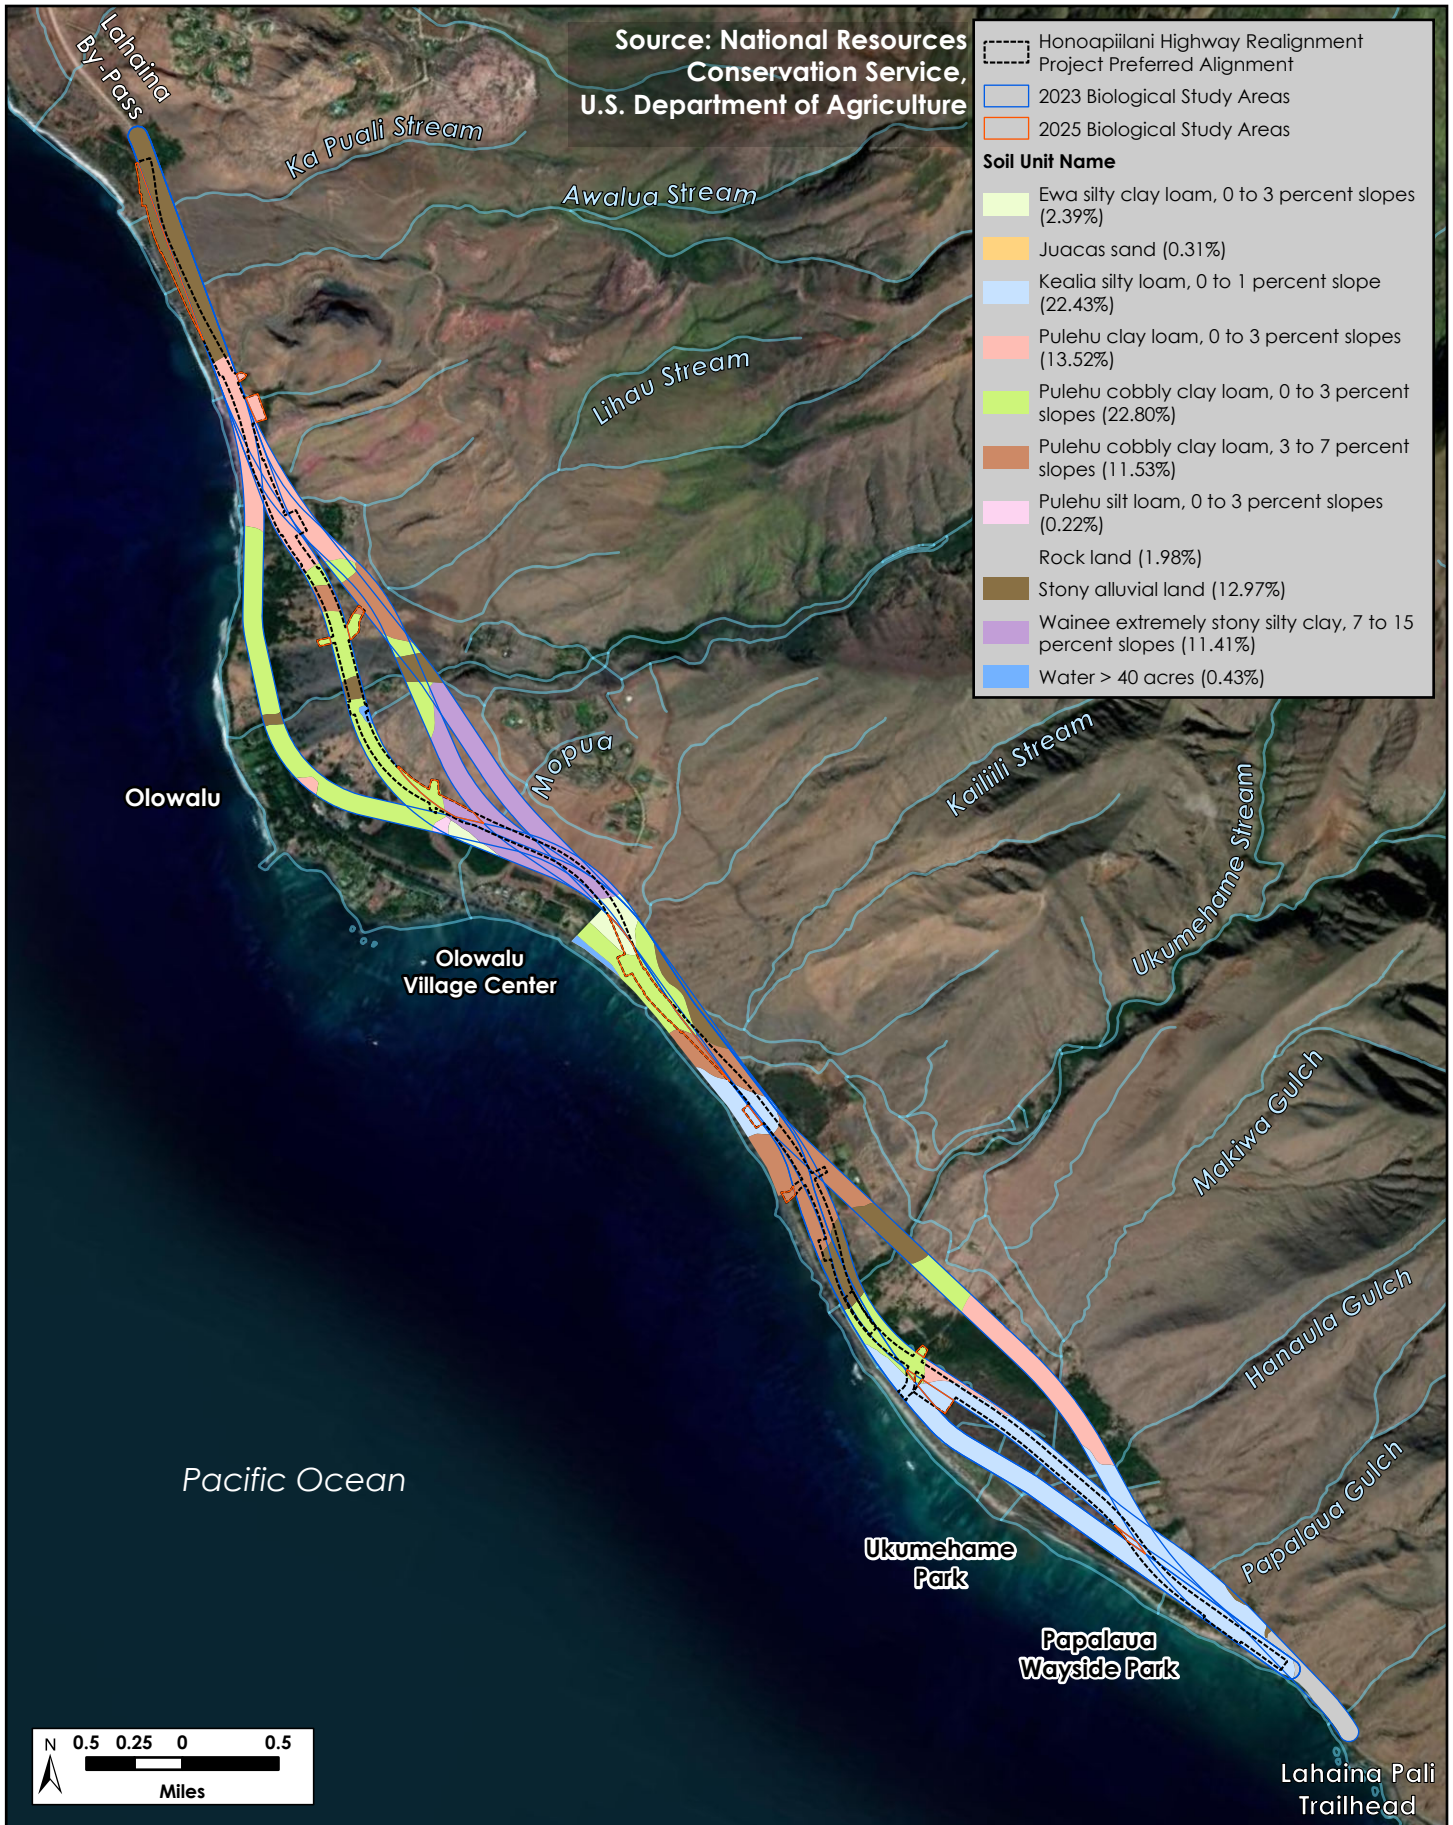 Lahaina
By-Pass
Source: National Resources
Conservation Service,
U.S. Department of Agriculture
Honoapiilani Highway Realignment
Project Preferred Alignment
2023 Biological Study Areas
2025 Biological Study Areas
Soil Unit Name
Ewa silty clay loam, 0 to 3 percent slopes
(2.39%)
Juacas sand (0.31%)
Kealia silty loam, 0 to 1 percent slope
(22.43%)
Pulehu clay loam, 0 to 3 percent slopes
(13.52%)
Pulehu cobbly clay loam, 0 to 3 percent
slopes (22.80%)
Pulehu cobbly clay loam, 3 to 7 percent
slopes (11.53%)
Pulehu silt loam, 0 to 3 percent slopes
(0.22%)
Rock land (1.98%)
Stony alluvial land (12.97%)
Wainee extremely stony silty clay, 7 to 15
percent slopes (11.41%)
Water > 40 acres (0.43%)
Ka Puali Stream
Awalua Stream
Lihau Stream
Mopua
Kailiili Stream
Ukumehame Stream
Olowalu
Olowalu
Village Center
Makiwa Gulch
Hanaula Gulch
Papalaua Gulch
Pacific Ocean
Ukumehame
Park
Papalaua
Wayside Park
Lahaina Pali
Trailhead
N
0.5 0.25 0 0.5
Miles